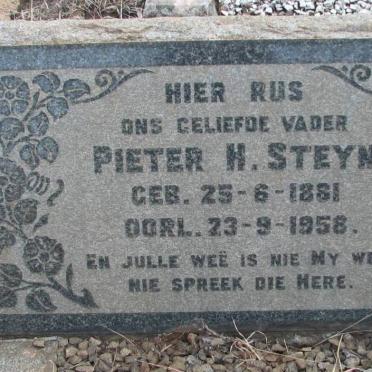 HIER RUS
ONS GELIEFDE VADER
PIETER H. STEYN
GEB. 25-6-1881
OORL. 23-9-1958.
EN JULLE WEË IS NIE MY WE
NIE SPREEK DIE HERE.